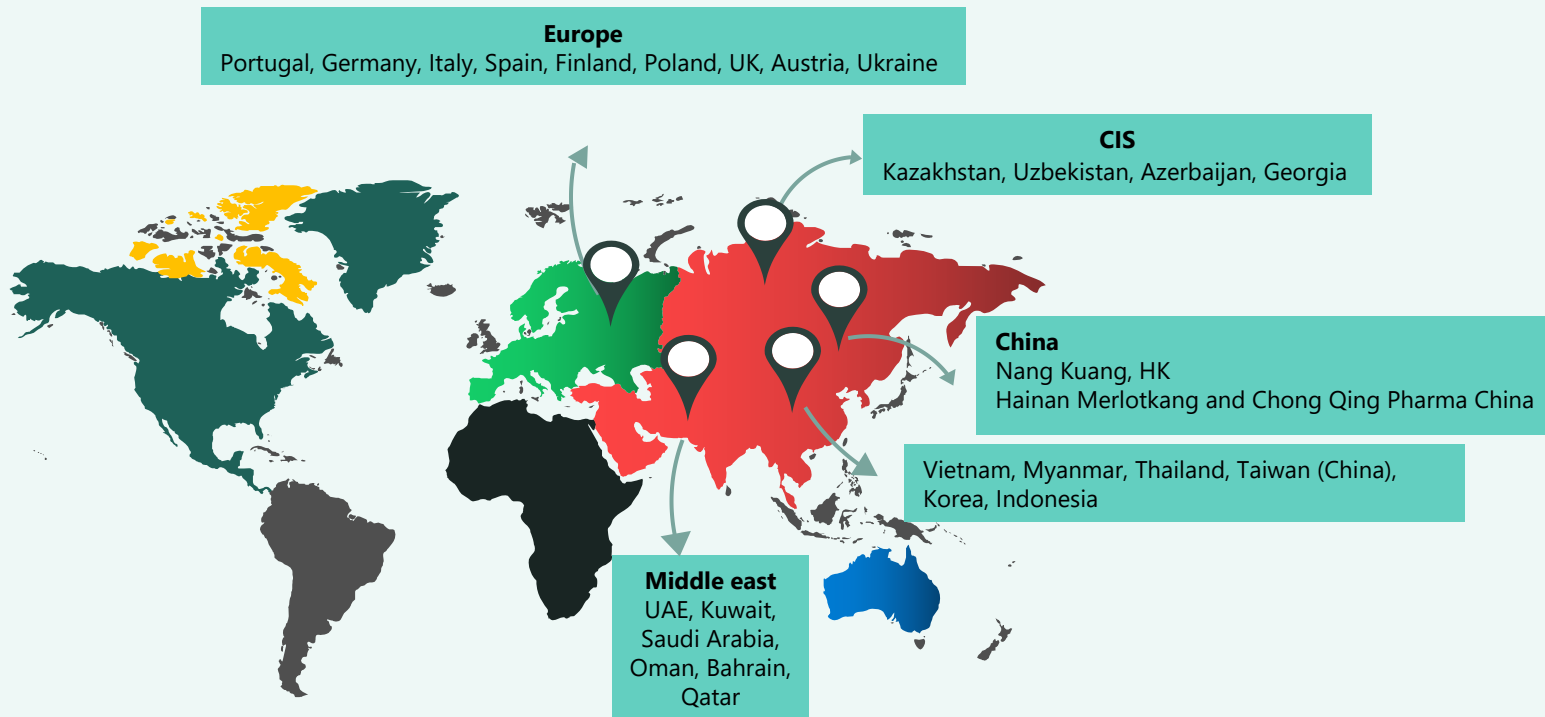 Europe
Portugal, Germany, Italy, Spain, Finland, Poland, UK, Austria, Ukraine
CIS
Kazakhstan, Uzbekistan, Azerbaijan, Georgia
China
Nang Kuang, HK
Hainan Merlotkang and Chong Qing Pharma China
Vietnam, Myanmar, Thailand, Taiwan (China),
Korea, Indonesia
Middle east
UAE, Kuwait,
Saudi Arabia,
Oman, Bahrain,
Qatar